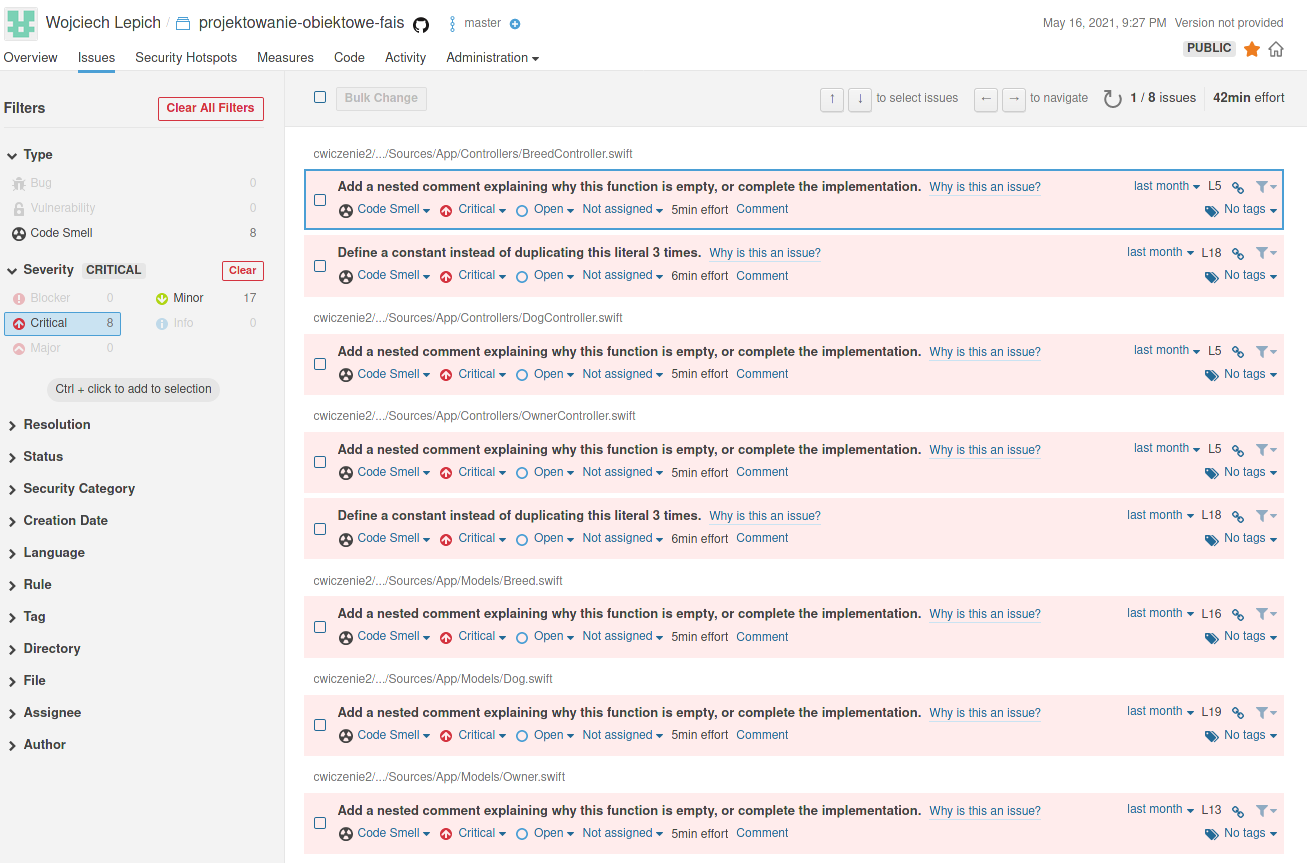 Wojciech Lepich / projektowanie-obiektowe-fais master
May 16, 2021, 9:27 PM Version not provided
Overview Issues Security Hotspots Measures Code Activity Administration
PUBLIC
Filters
Clear All Filters
Type
Bug 0
Vulnerability 0
Code Smell 8
Severity CRITICAL Clear
Blocker 0 Minor 17
Critical 8 Info 0
Major 0
Ctrl + click to add to selection
Resolution
Status
Security Category
Creation Date
Language
Rule
Tag
Directory
File
Assignee
Author
Bulk Change ↑ ↓ to select issues ← → to navigate 1 / 8 issues 42min effort
cwiczenie2/.../Sources/App/Controllers/BreedController.swift
Add a nested comment explaining why this function is empty, or complete the implementation. Why is this an issue? last month L5
Code Smell Critical Open Not assigned 5min effort Comment No tags
Define a constant instead of duplicating this literal 3 times. Why is this an issue? last month L18
Code Smell Critical Open Not assigned 6min effort Comment No tags
cwiczenie2/.../Sources/App/Controllers/DogController.swift
Add a nested comment explaining why this function is empty, or complete the implementation. Why is this an issue? last month L5
Code Smell Critical Open Not assigned 5min effort Comment No tags
cwiczenie2/.../Sources/App/Controllers/OwnerController.swift
Add a nested comment explaining why this function is empty, or complete the implementation. Why is this an issue? last month L5
Code Smell Critical Open Not assigned 5min effort Comment No tags
Define a constant instead of duplicating this literal 3 times. Why is this an issue? last month L18
Code Smell Critical Open Not assigned 6min effort Comment No tags
cwiczenie2/.../Sources/App/Models/Breed.swift
Add a nested comment explaining why this function is empty, or complete the implementation. Why is this an issue? last month L16
Code Smell Critical Open Not assigned 5min effort Comment No tags
cwiczenie2/.../Sources/App/Models/Dog.swift
Add a nested comment explaining why this function is empty, or complete the implementation. Why is this an issue? last month L19
Code Smell Critical Open Not assigned 5min effort Comment No tags
cwiczenie2/.../Sources/App/Models/Owner.swift
Add a nested comment explaining why this function is empty, or complete the implementation. Why is this an issue? last month L13
Code Smell Critical Open Not assigned 5min effort Comment No tags